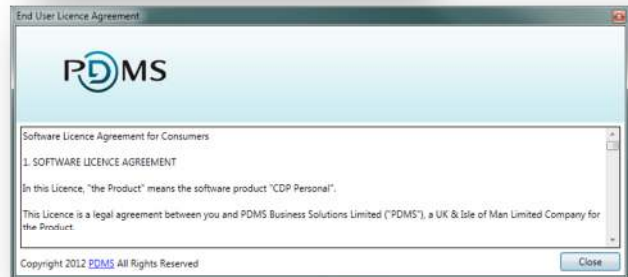 End User Licence Agreement
PDMS
Software Licence Agreement for Consumers
1. SOFTWARE LICENCE AGREEMENT
In this Licence, "the Product" means the software product "CDP Personal".
This Licence is a legal agreement between you and PDMS Business Solutions Limited ("PDMS"), a UK & Isle of Man Limited Company for
the Product.
Copyright 2012 PDMS All Rights Reserved
Close